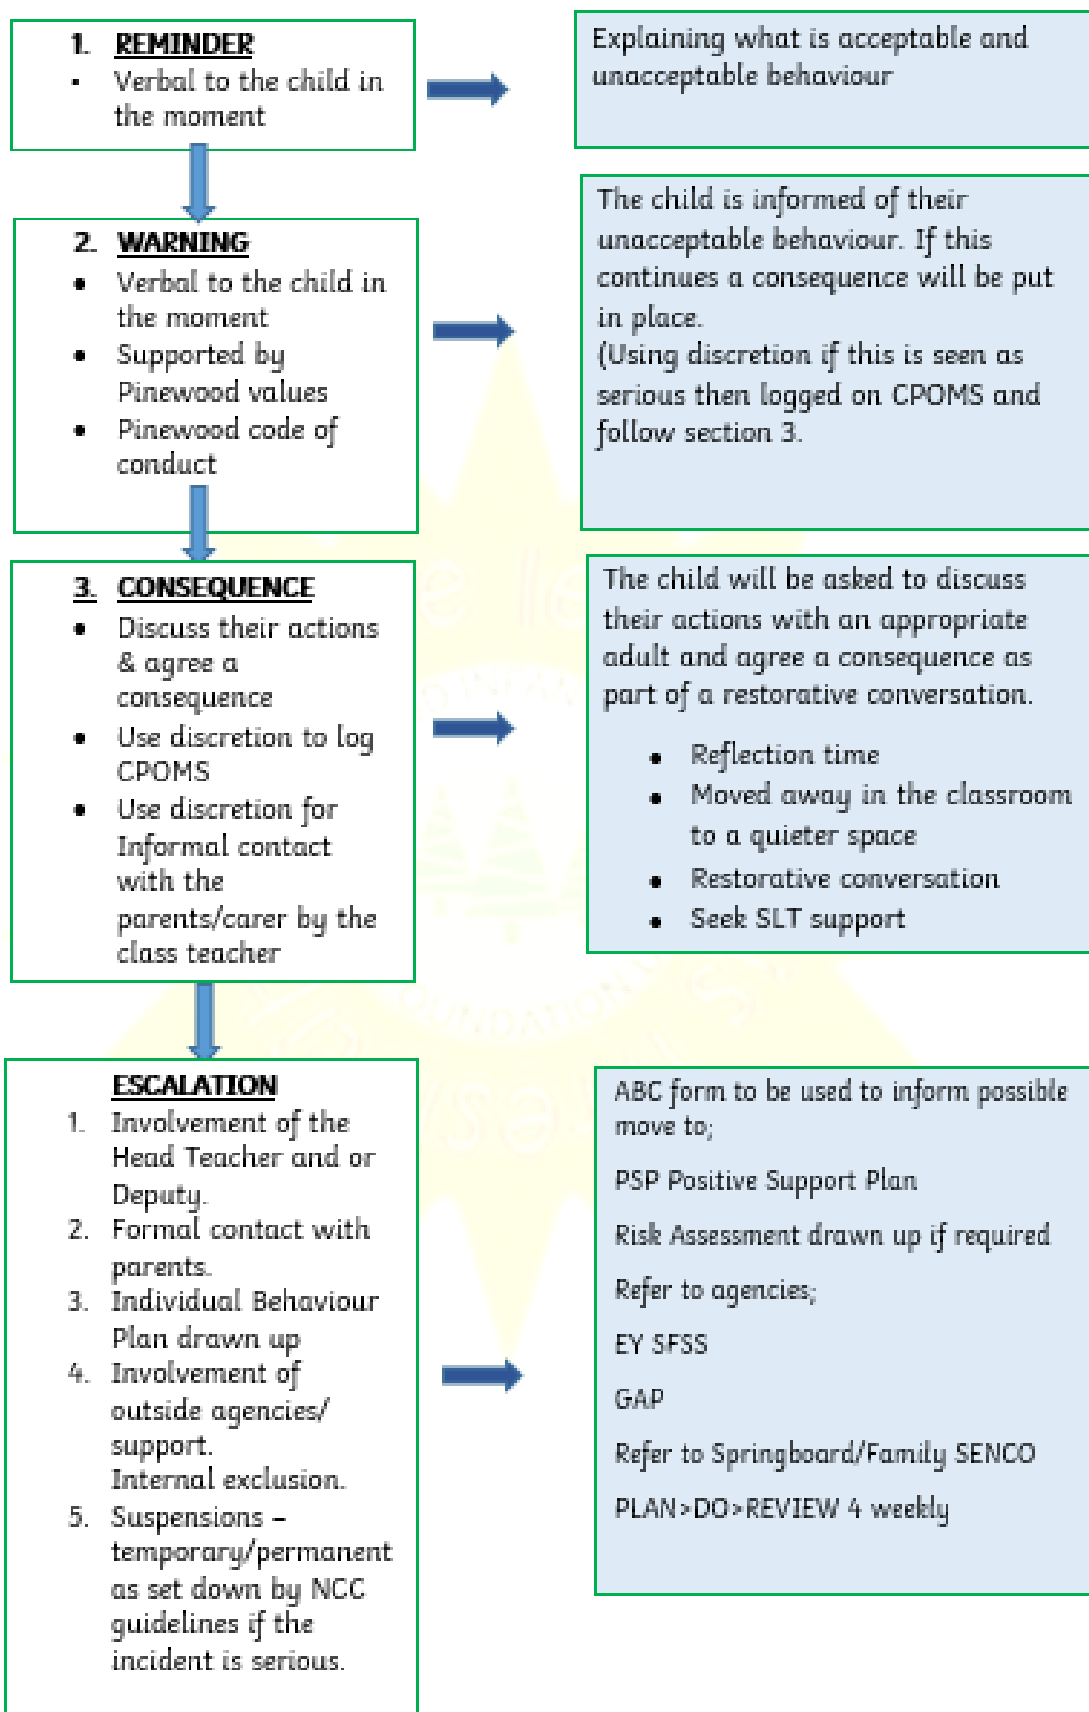 1. REMINDER
• Verbal to the child in
the moment
Explaining what is acceptable and
unacceptable behaviour
2. WARNING
• Verbal to the child in
the moment
• Supported by
Pinewood values
• Pinewood code of
conduct
The child is informed of their
unacceptable behaviour. If this
continues a consequence will be put
in place.
(Using discretion if this is seen as
serious then logged on CPOMS and
follow section 3.
3. CONSEQUENCE
• Discuss their actions
& agree a
consequence
• Use discretion to log
CPOMS
• Use discretion for
Informal contact
with the
parents/carer by the
class teacher
The child will be asked to discuss
their actions with an appropriate
adult and agree a consequence as
part of a restorative conversation.
• Reflection time
• Moved away in the classroom
to a quieter space
• Restorative conversation
• Seek SLT support
ESCALATION
1. Involvement of the
Head Teacher and or
Deputy.
2. Formal contact with
parents.
3. Individual Behaviour
Plan drawn up
4. Involvement of
outside agencies/
support.
Internal exclusion.
5. Suspensions –
temporary/permanent
as set down by NCC
guidelines if the
incident is serious.
ABC form to be used to inform possible
move to;
PSP Positive Support Plan
Risk Assessment drawn up if required
Refer to agencies;
EY SFSS
GAP
Refer to Springboard/Family SENCO
PLAN>DO>REVIEW 4 weekly